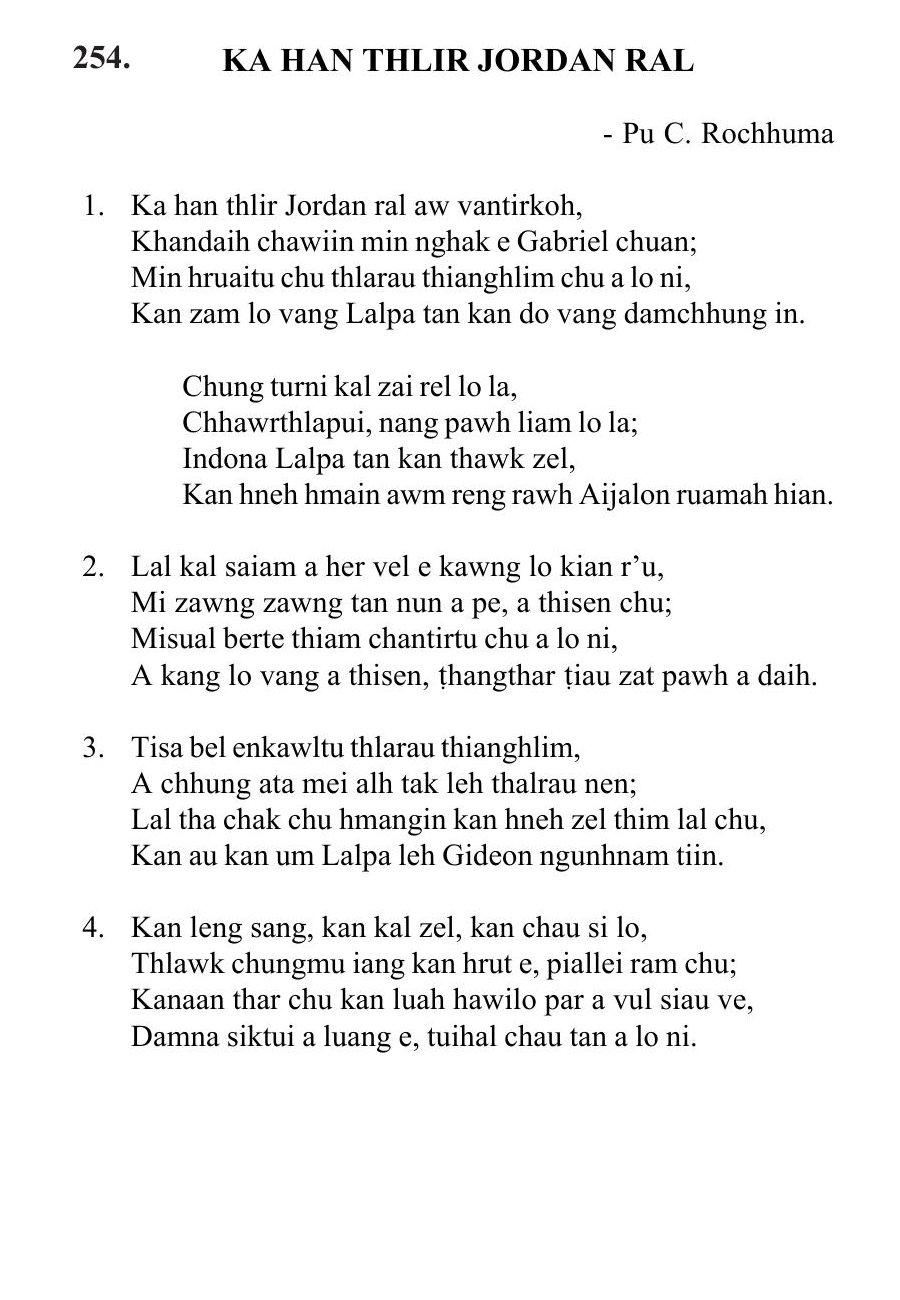 254. KA HAN THLIR JORDAN RAL
- Pu C. Rochhuma
1. Ka han thlir Jordan ral aw vantirkoh,
Khandaih chawiin min nghak e Gabriel chuan;
Min hruaitu chu thlarau thianghlim chu a lo ni,
Kan zam lo vang Lalpa tan kan do vang damchhung in.
Chung turni kal zai rel lo la,
Chhawrthlapui, nang pawh liam lo la;
Indona Lalpa tan kan thawk zel,
Kan hneh hmain awm reng rawh Aijalon ruamah hian.
2. Lal kal saiam a her vel e kawng lo kian r’u,
Mi zawng zawng tan nun a pe, a thisen chu;
Misual berte thiam chantirtu chu a lo ni,
A kang lo vang a thisen, ṭhangthar ṭiau zat pawh a daih.
3. Tisa bel enkawltu thlarau thianghlim,
A chhung ata mei alh tak leh thalrau nen;
Lal tha chak chu hmangin kan hneh zel thim lal chu,
Kan au kan um Lalpa leh Gideon ngunhnam tiin.
4. Kan leng sang, kan kal zel, kan chau si lo,
Thlawk chungmu iang kan hrut e, piallei ram chu;
Kanaan thar chu kan luah hawilo par a vul siau ve,
Damna siktui a luang e, tuihal chau tan a lo ni.